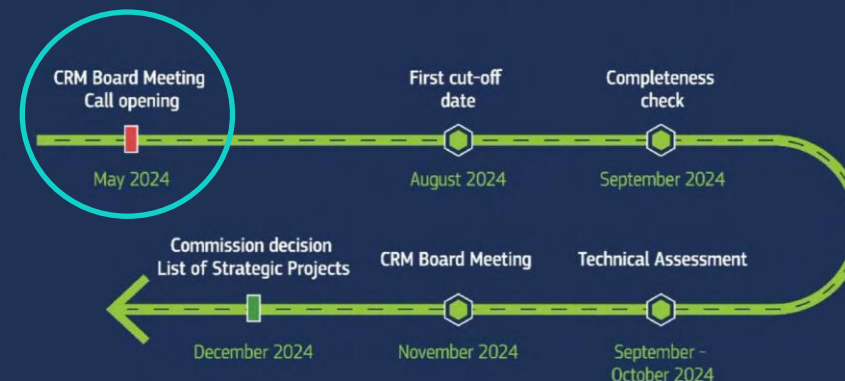 CRM Board Meeting
Call opening
May 2024
First cut-off
date
August 2024
Completeness
check
September 2024
Technical Assessment
September -
October 2024
CRM Board Meeting
November 2024
Commission decision
List of Strategic Projects
December 2024